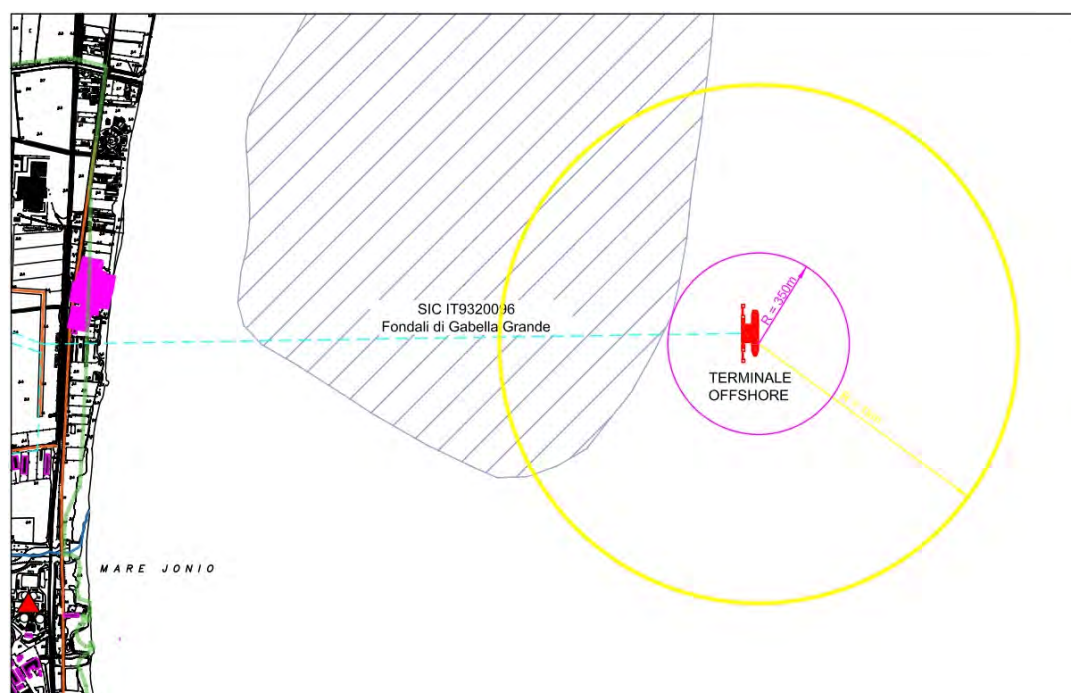 SIC IT9320096
Fondali di Gabella Grande
R = 350m
TERMINALE
OFFSHORE
MARE JONIO